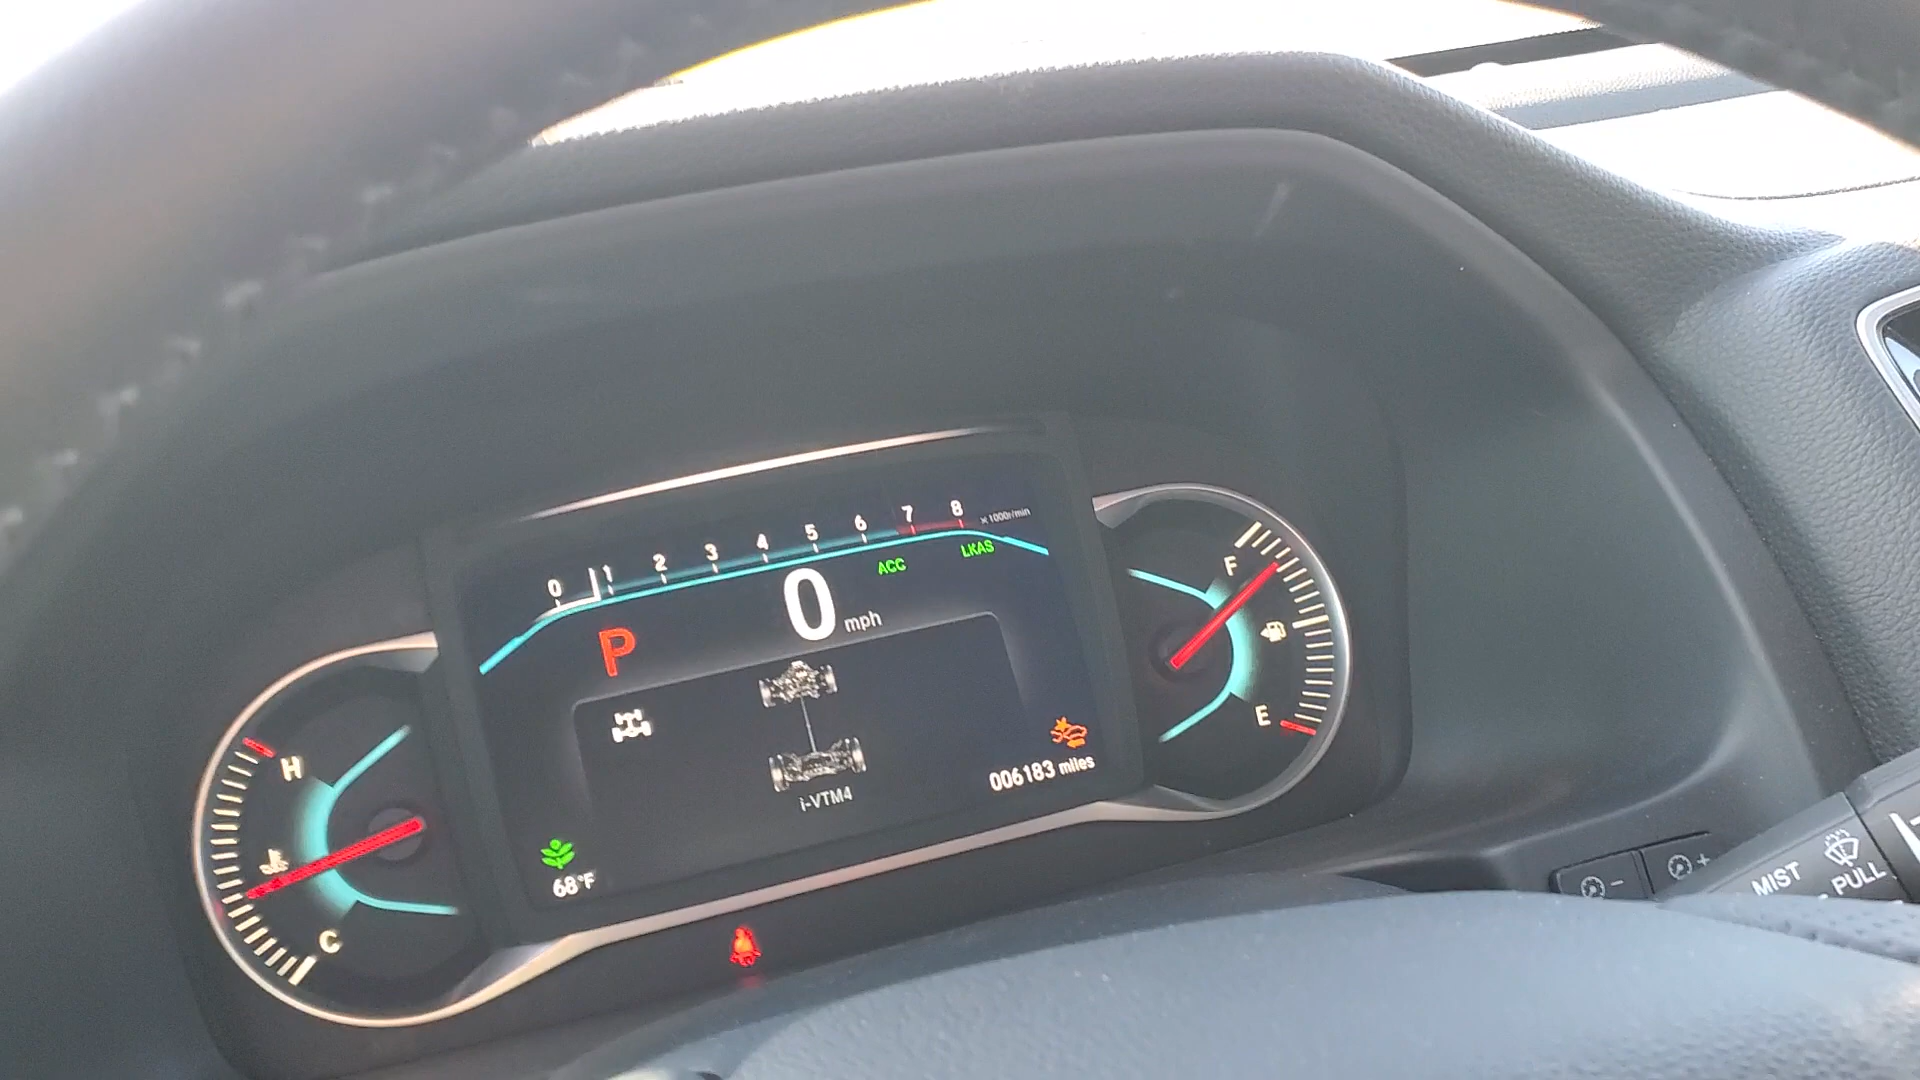 0 1 2 3 4 5 6 7 8 x1000r/min
ACC LKAS
0 mph
P
i-VTM4
006183 miles
68°F
H
C
F
E
- +
MIST
PULL